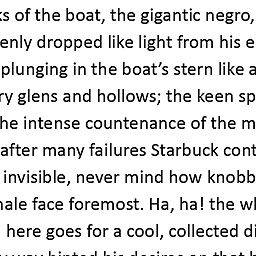 ks of the boat, the gigantic negro,
enly dropped like light from his e
plunging in the boat’s stern like a
ry glens and hollows; the keen sp
he intense countenance of the m
after many failures Starbuck cont
invisible, never mind how knobb
nale face foremost. Ha, ha! the wh
here goes for a cool, collected di